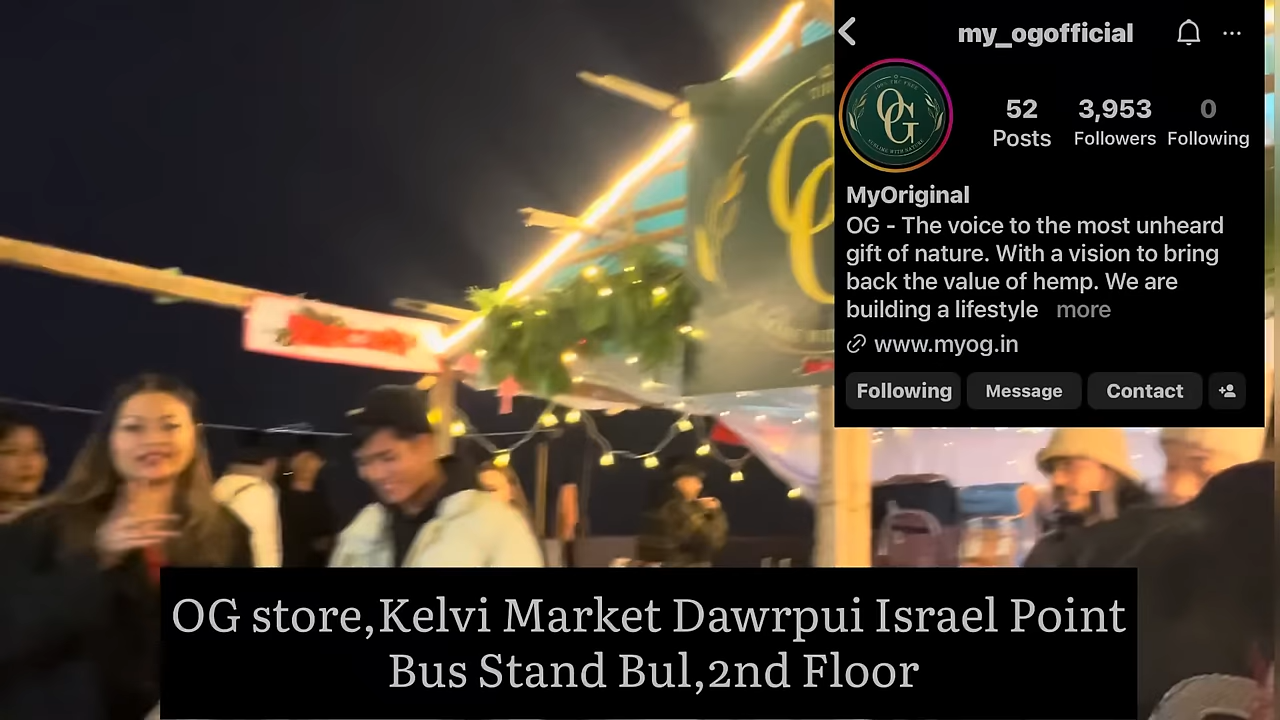 my_ogofficial
OG
52 3,953 0
Posts Followers Following
MyOriginal
OG - The voice to the most unheard
gift of nature. With a vision to bring
back the value of hemp. We are
building a lifestyle more
www.myog.in
Following Message Contact
OG
OG store,Kelvi Market Dawrpui Israel Point
Bus Stand Bul,2nd Floor